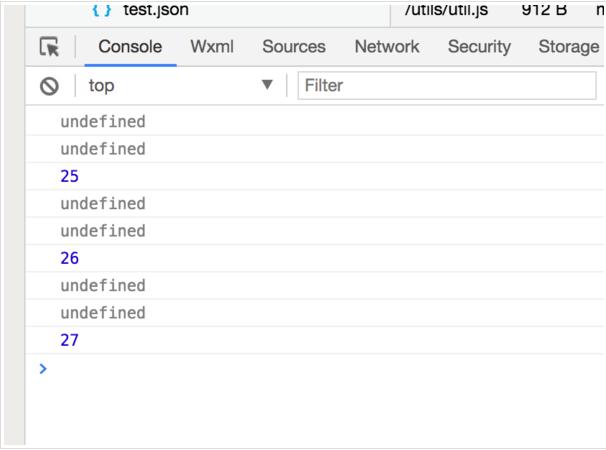 { } test.json /utils/util.js 912 B
Console Wxml Sources Network Security Storage
top ▼ Filter
undefined
undefined
25
undefined
undefined
26
undefined
undefined
27
>